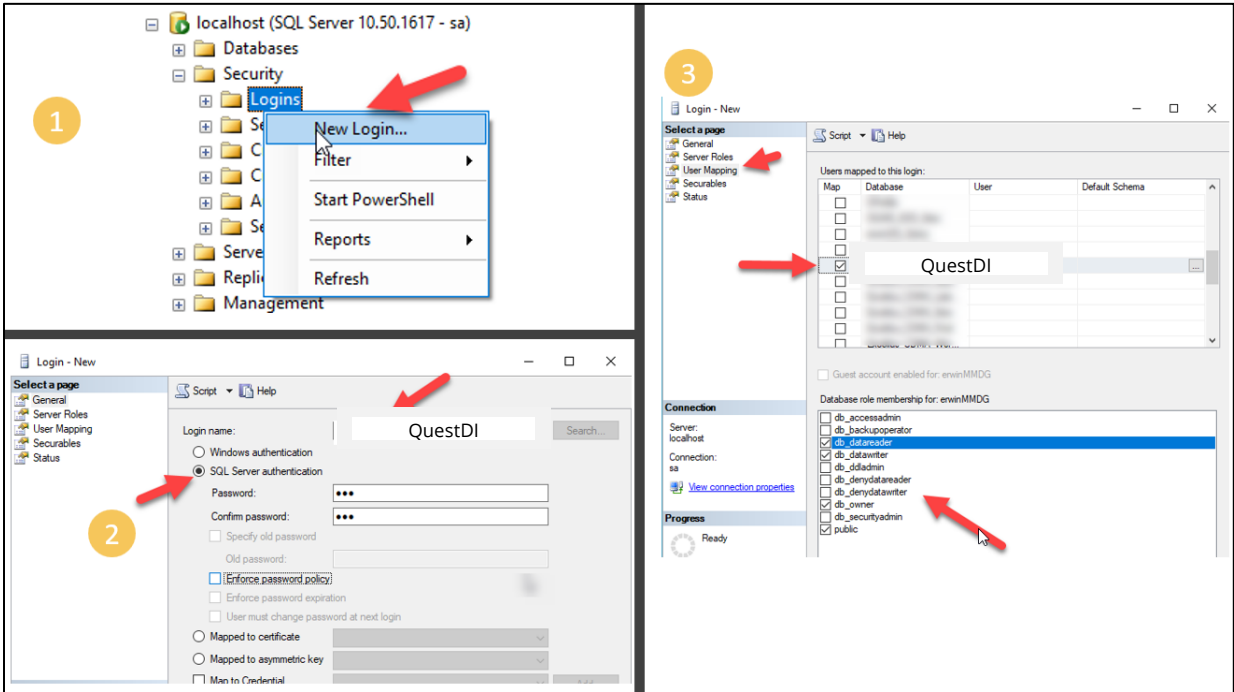 localhost (SQL Server 10.50.1617 - sa)
Databases
Security
Logins
New Login...
Filter
Start PowerShell
Reports
Refresh
Se
C
C
A
Se
Serve
Repli
Management
1
Login - New
Select a page
General
Server Roles
User Mapping
Securables
Status
Script
Help
Login name:
QuestDI
Search...
Windows authentication
SQL Server authentication
Password:
•••
Confirm password:
•••
Specify old password
Old password:
Enforce password policy
Enforce password expiration
User must change password at next login
Mapped to certificate
Mapped to asymmetric key
Map to Credential
Add
2
3
Login - New
Select a page
General
Server Roles
User Mapping
Securables
Status
Script
Help
Users mapped to this login:
Map Database User Default Schema
QuestDI
...
Guest account enabled for: erwinMMDG
Database role membership for: erwinMMDG
db_accessadmin
db_backupoperator
db_datareader
db_datawriter
db_ddladmin
db_denydatareader
db_denydatawriter
db_owner
db_securityadmin
public
Connection
Server:
localhost
Connection:
sa
View connection properties
Progress
Ready